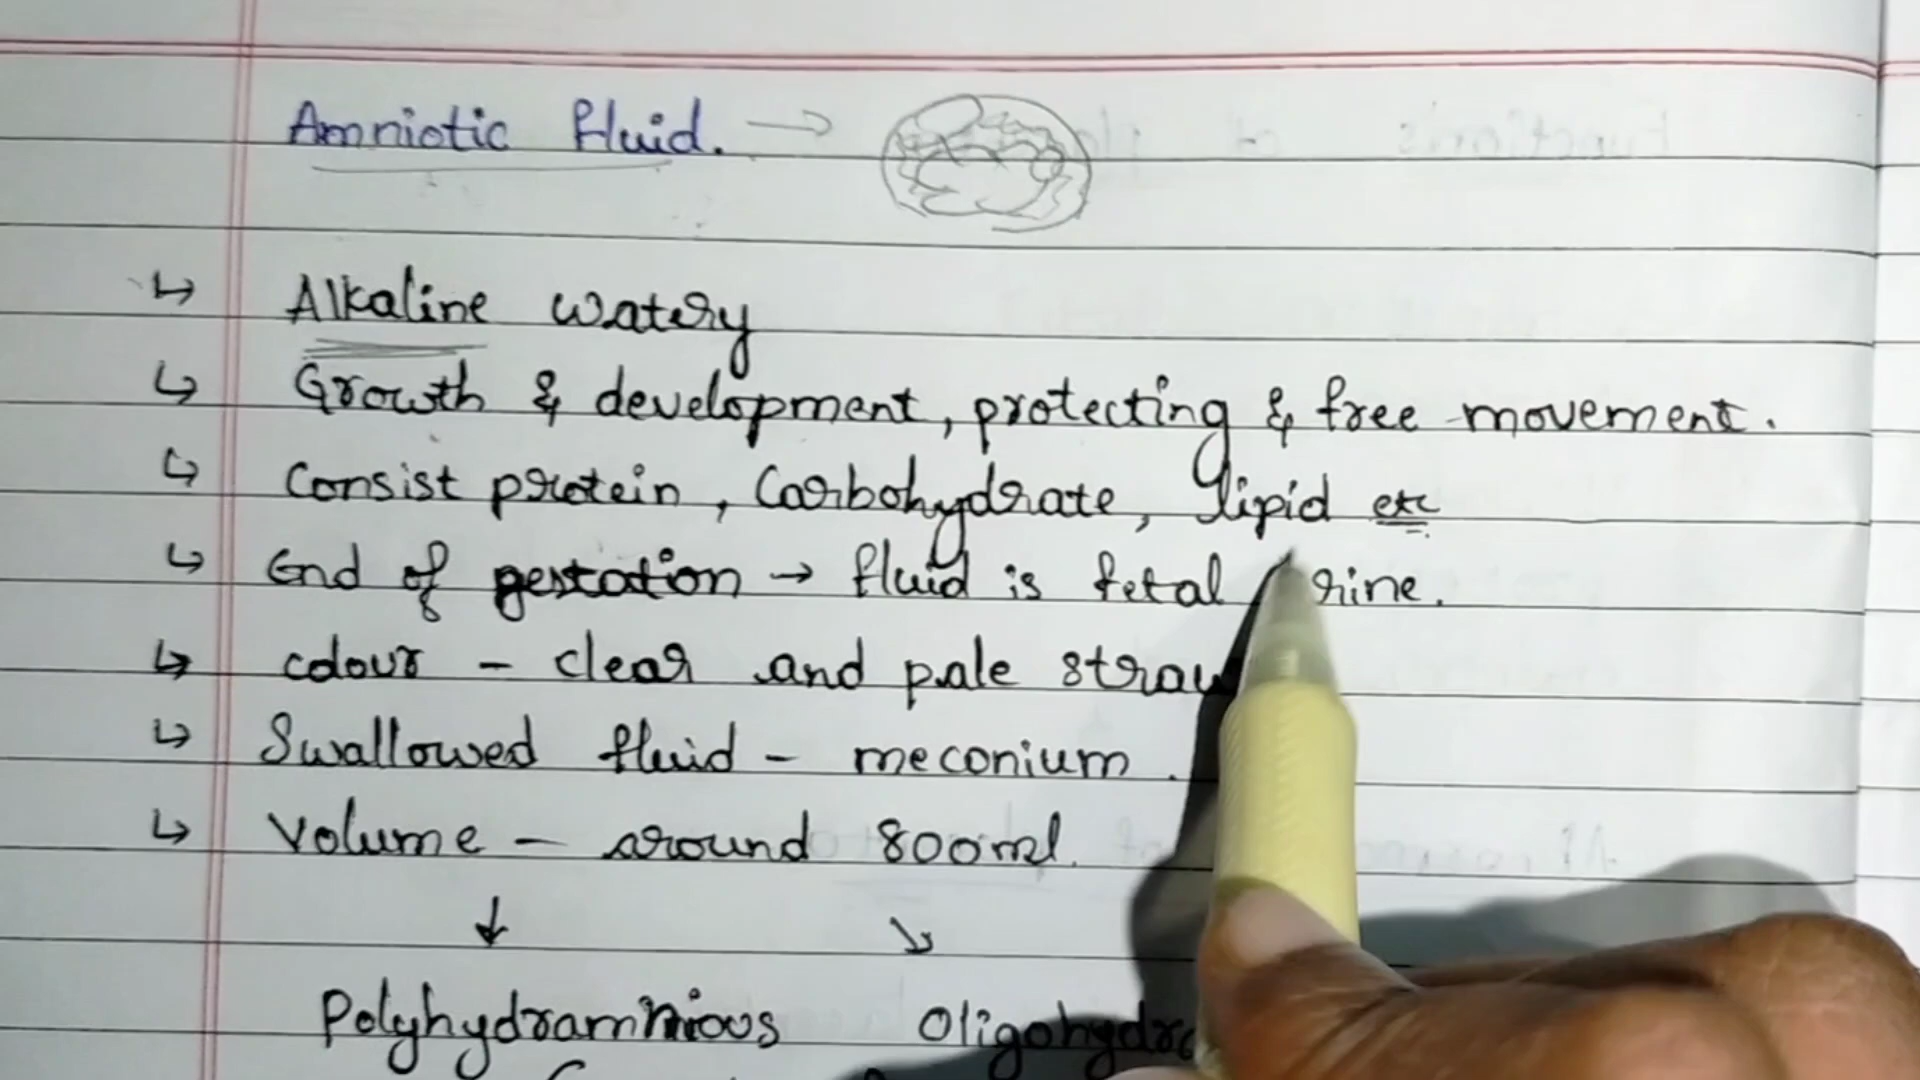 Amniotic fluid. →
↳ Alkaline watery
↳ Growth & development, protecting & free movement.
↳ Consist protein, Carbohydrate, lipid etc
↳ End of gestation → fluid is fetal
↳ colour - clear and pale
↳ Swallowed fluid - meconium.
↳ Volume - around 800ml.
↓ ↘
Polyhydramnious